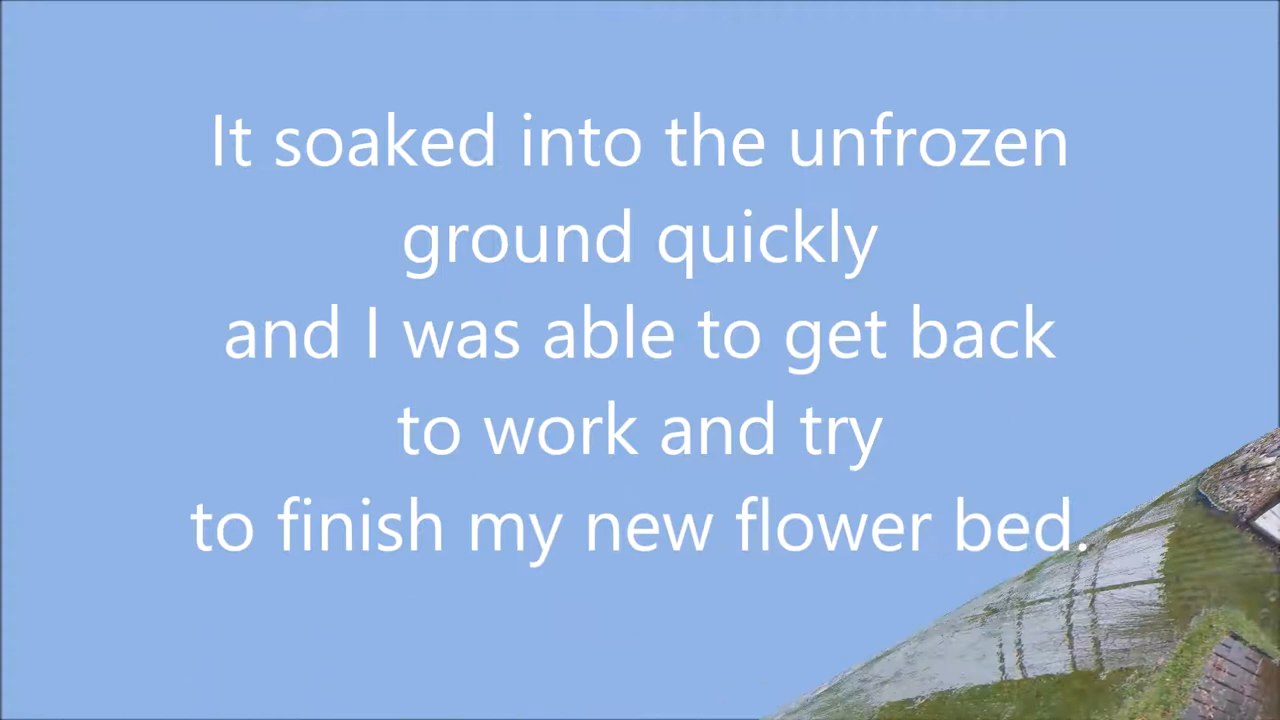 It soaked into the unfrozen
ground quickly
and I was able to get back
to work and try
to finish my new flower bed.